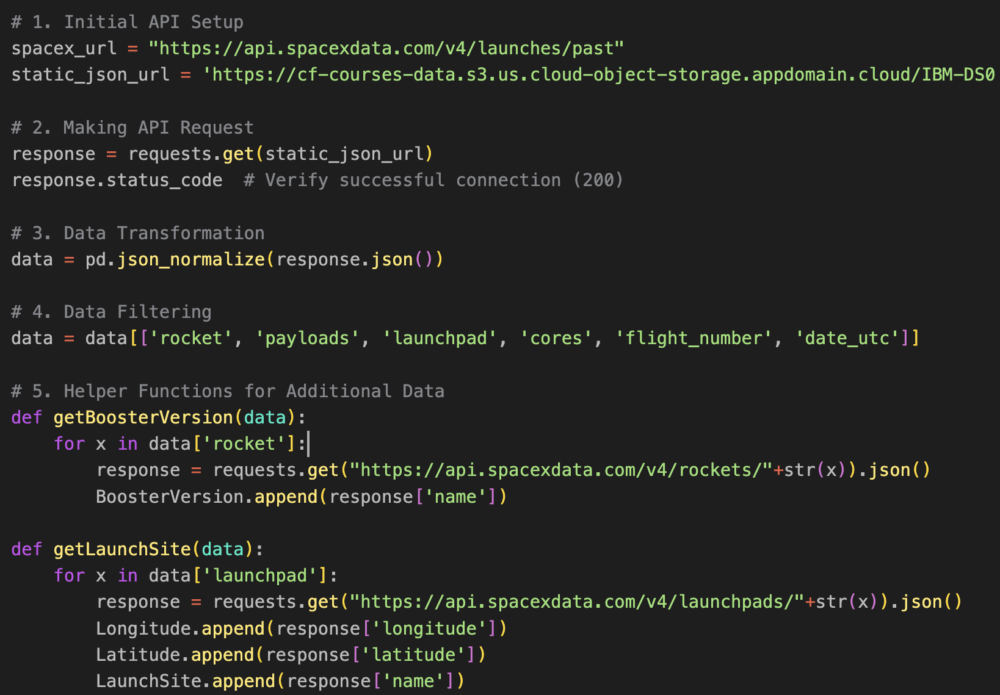 # 1. Initial API Setup
spacex_url = "https://api.spacexdata.com/v4/launches/past"
static_json_url = 'https://cf-courses-data.s3.us.cloud-object-storage.appdomain.cloud/IBM-DS0
# 2. Making API Request
response = requests.get(static_json_url)
response.status_code  # Verify successful connection (200)
# 3. Data Transformation
data = pd.json_normalize(response.json())
# 4. Data Filtering
data = data[['rocket', 'payloads', 'launchpad', 'cores', 'flight_number', 'date_utc']]
# 5. Helper Functions for Additional Data
def getBoosterVersion(data):
    for x in data['rocket']:
        response = requests.get("https://api.spacexdata.com/v4/rockets/"+str(x)).json()
        BoosterVersion.append(response['name'])
def getLaunchSite(data):
    for x in data['launchpad']:
        response = requests.get("https://api.spacexdata.com/v4/launchpads/"+str(x)).json()
        Longitude.append(response['longitude'])
        Latitude.append(response['latitude'])
        LaunchSite.append(response['name'])